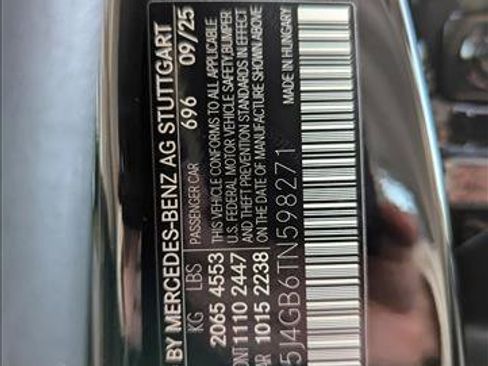 BY MERCEDES-BENZ AG STUTTGART
696 09/25
KG LBS PASSENGER CAR
2065 4553 THIS VEHICLE CONFORMS TO ALL APPLICABLE
U.S. FEDERAL MOTOR VEHICLE SAFETY,BUMPER
ONT 1110 2447 AND THEFT PREVENTION STANDARDS IN EFFECT
AR 1015 2238 ON THE DATE OF MANUFACTURE SHOWN ABOVE
MADE IN HUNGARY
5J4GB6TN598271